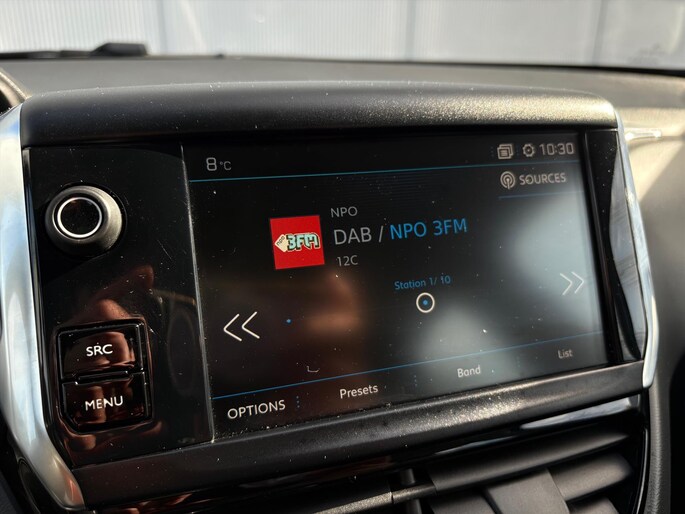 8°C
10:30
SOURCES
NPO
3FM
DAB / NPO 3FM
12C
Station 1/ 10
SRC
MENU
OPTIONS
Presets
Band
List